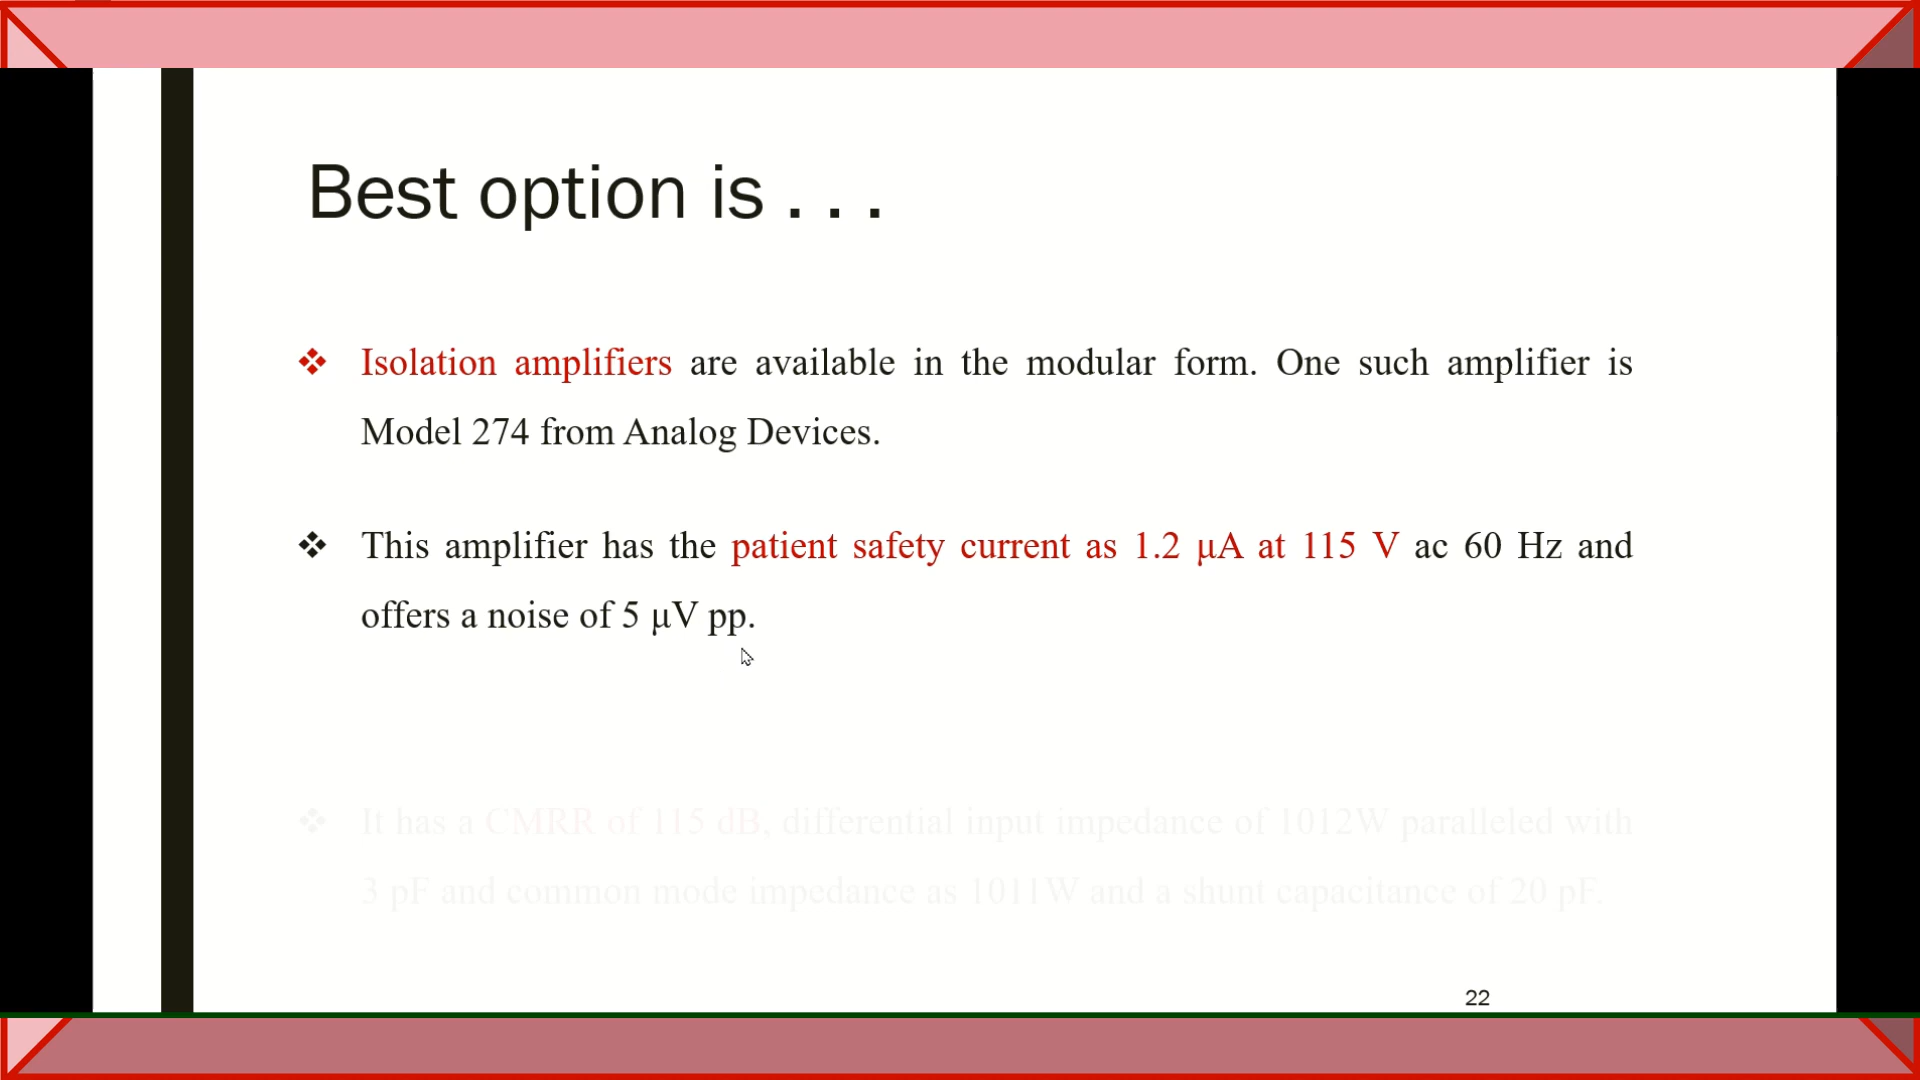 Best option is . . .
❖ Isolation amplifiers are available in the modular form. One such amplifier is
Model 274 from Analog Devices.
❖ This amplifier has the patient safety current as 1.2 μA at 115 V ac 60 Hz and
offers a noise of 5 μV pp.
❖ It has a CMRR of 115 dB, differential input impedance of 1012W paralleled with
3 pF and common mode impedance as 1011W and a shunt capacitance of 20 pF.
22